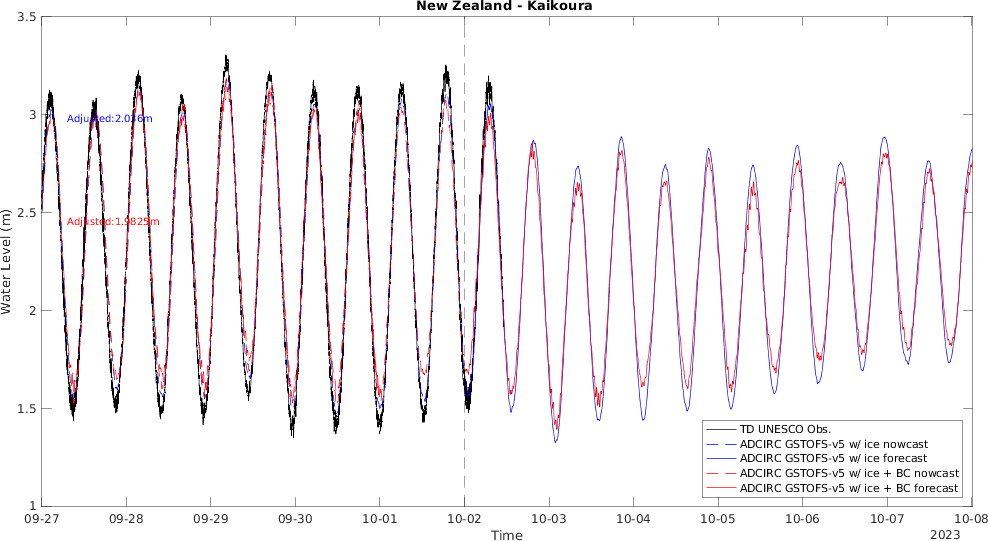 New Zealand - Kaikoura
3.5
3
2.5
2
1.5
1
Water Level (m)
Adjusted:2.036m
Adjusted:1.9825m
TD UNESCO Obs.
ADCIRC GSTOFS-v5 w/ ice nowcast
ADCIRC GSTOFS-v5 w/ ice forecast
ADCIRC GSTOFS-v5 w/ ice + BC nowcast
ADCIRC GSTOFS-v5 w/ ice + BC forecast
09-27 09-28 09-29 09-30 10-01 10-02 10-03 10-04 10-05 10-06 10-07 10-08
Time
2023